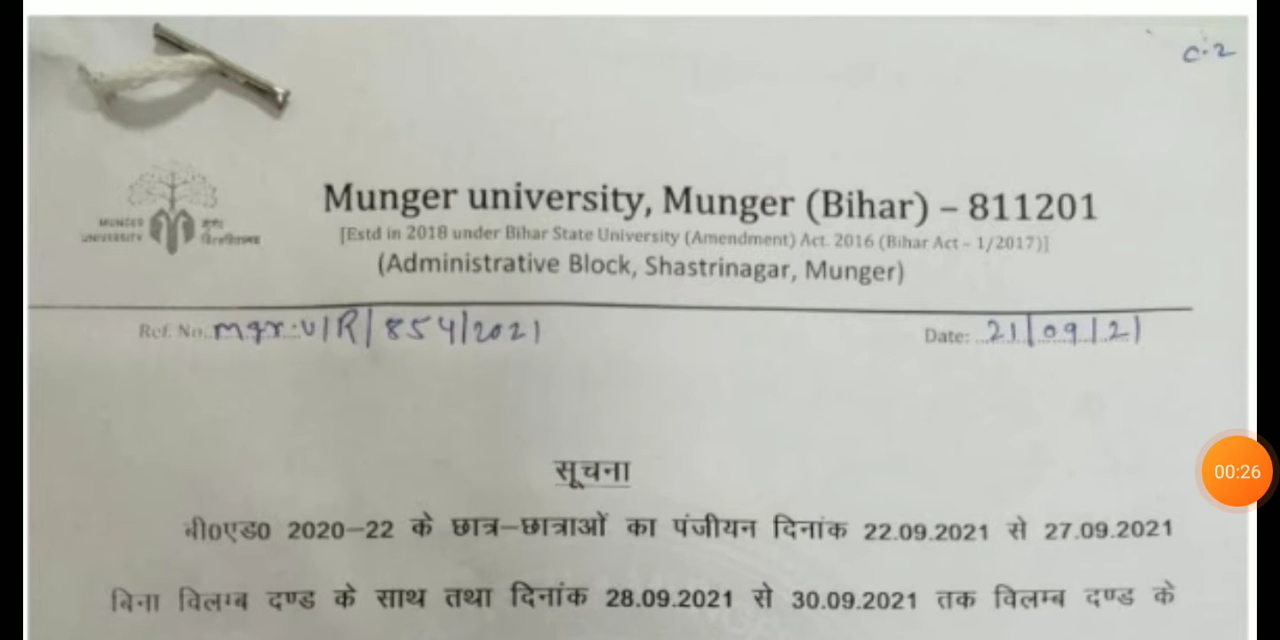 C-2
Munger university, Munger (Bihar) – 811201
[Estd in 2018 under Bihar State University (Amendment) Act. 2016 (Bihar Act – 1/2017)]
MUNGER
UNIVERSITY
(Administrative Block, Shastrinagar, Munger)
Ref. No. mgr.U/R/854/2021
Date: 21/09/21
सूचना
00:26
बी0एड0 2020–22 के छात्र–छात्राओं का पंजीयन दिनांक 22.09.2021 से 27.09.2021
बिना विलम्ब दण्ड के साथ तथा दिनांक 28.09.2021 से 30.09.2021 तक विलम्ब दण्ड के